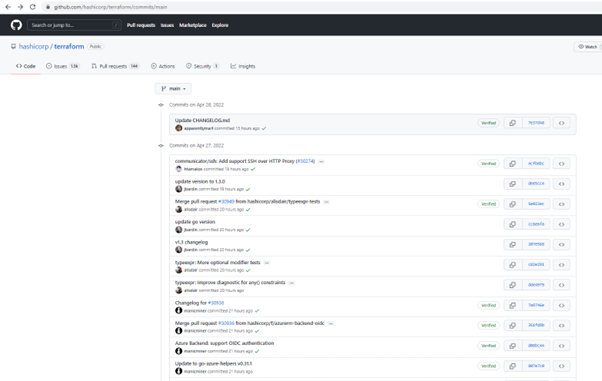 github.com/hashicorp/terraform/commits/main
Search or jump to...
Pull requests Issues Marketplace Explore
hashicorp / terraform Public
Watch
Code Issues Pull requests 144 Actions Security 1 Insights
main
Commits on Apr 28, 2022
Update CHANGELOG.md
apparentlymart committed 15 hours ago
Verified
Commits on Apr 27, 2022
communicator/ssh: Add support SSH over HTTP Proxy (#30274)
htamakos committed 18 hours ago
Verified
update version to 1.3.0
jbardin committed 19 hours ago
Verified
Merge pull request #30949 from hashicorp/alisdair/typeexpr-tests
alisdair committed 20 hours ago
Verified
update go version
jbardin committed 20 hours ago
v1.3 changelog
jbardin committed 20 hours ago
typeexpr: More optional modifier tests
alisdair committed 20 hours ago
typeexpr: Improve diagnostic for any() constraints
alisdair committed 20 hours ago
Changelog for #30936
manicminer committed 21 hours ago
Verified
Merge pull request #30936 from hashicorp/f/azurerm-backend-oidc
manicminer committed 21 hours ago
Verified
Azure Backend: support OIDC authentication
manicminer committed 21 hours ago
Verified
Update to go-azure-helpers v0.31.1
manicminer committed 21 hours ago
Verified